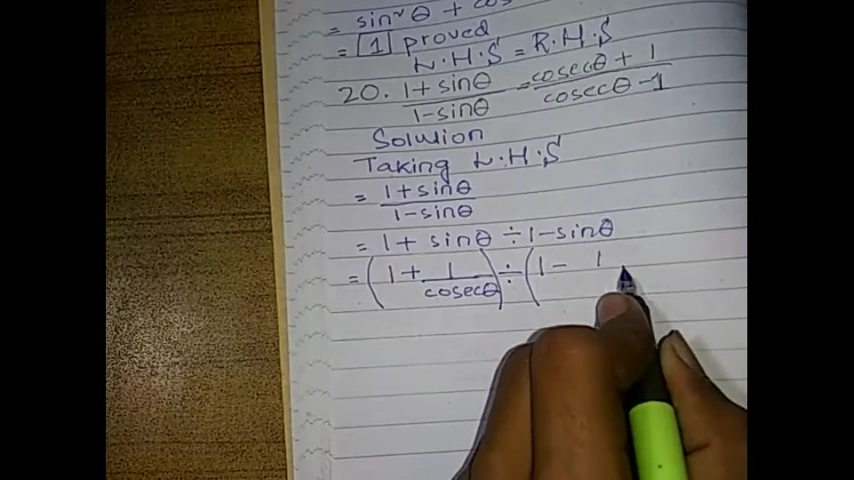 = sin² θ + cos
= 1 proved
L.H.S = R.H.S
20. (1+sinθ)/(1-sinθ) = (cosecθ + 1)/(cosecθ - 1)
Solution
Taking L.H.S
= (1+sinθ)/(1-sinθ)
= 1+ sinθ ÷ 1-sinθ
= (1 + 1/cosecθ) ÷ (1 - 1